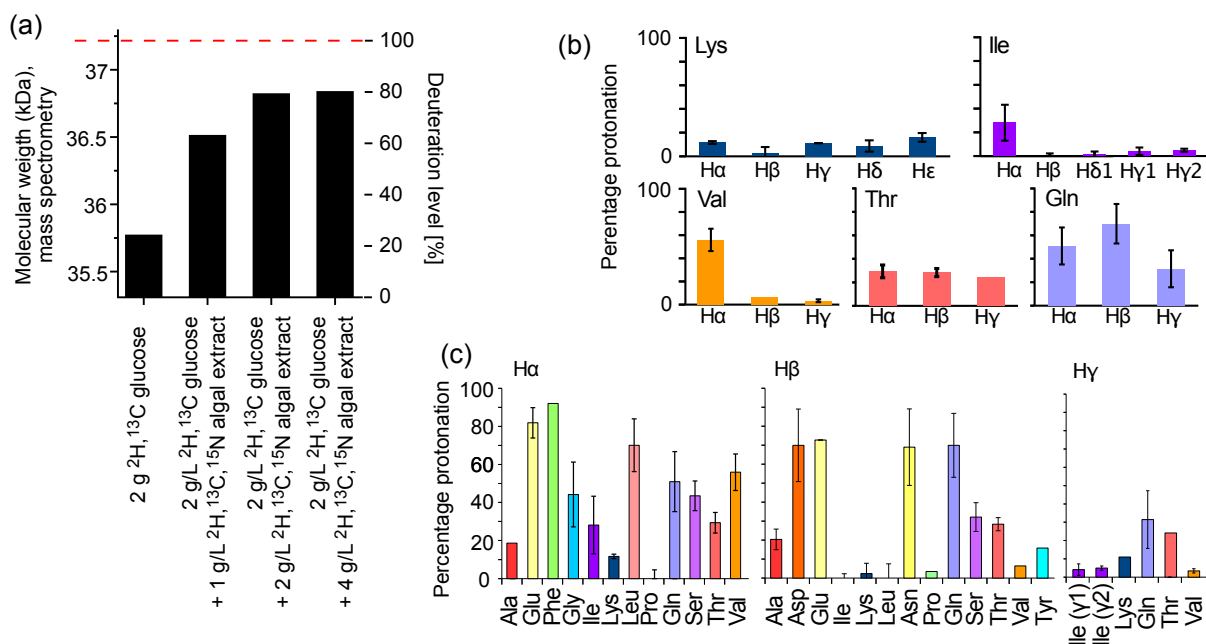 (a)
Molecular weigth (kDa),
mass spectrometry
37
36.5
36
35.5
100
80
60
40
20
0
Deuteration level [%]
2 g ²H,¹³C glucose
2 g/L ²H,¹³C glucose
+ 1 g/L ²H,¹³C,¹⁵N algal extract
2 g/L ²H,¹³C glucose
+ 2 g/L ²H,¹³C,¹⁵N algal extract
2 g/L ²H,¹³C glucose
+ 4 g/L ²H,¹³C,¹⁵N algal extract
(b)
Perentage protonation
100
0
Lys
Hα Hβ Hγ Hδ Hε
Ile
Hα Hβ Hδ1 Hγ1 Hγ2
100
0
Val
Hα Hβ Hγ
Thr
Hα Hβ Hγ
Gln
Hα Hβ Hγ
(c)
Percentage protonation
100
80
60
40
20
0
Hα
Ala Glu Phe Gly Ile Lys Leu Pro Gln Ser Thr Val
Hβ
Ala Asp Glu Ile Lys Leu Asn Pro Gln Ser Thr Val Tyr
Hγ
Ile (γ1) Ile (γ2) Lys Gln Thr Val